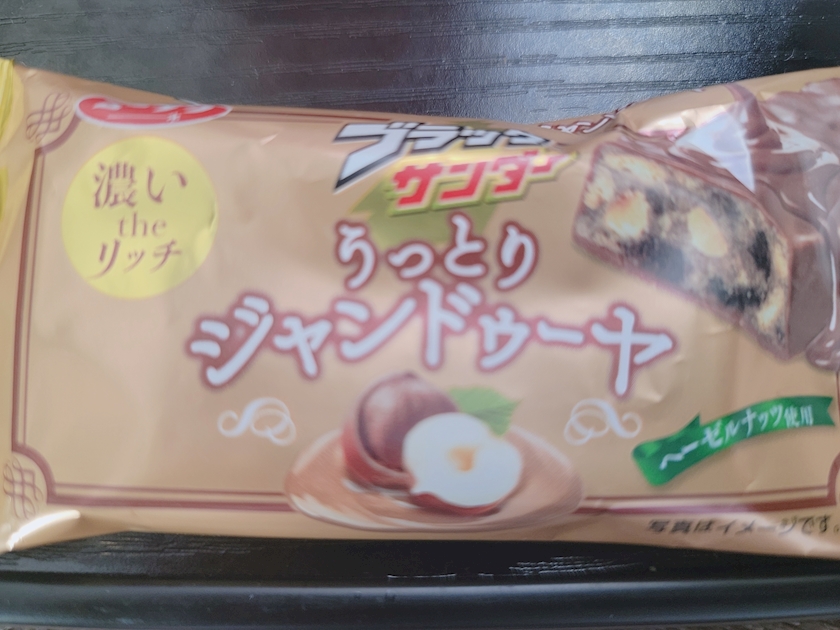 ブラック
サンダー
濃い
the
リッチ
うっとり
ジャンドゥーヤ
ヘーゼルナッツ使用
写真はイメージです。